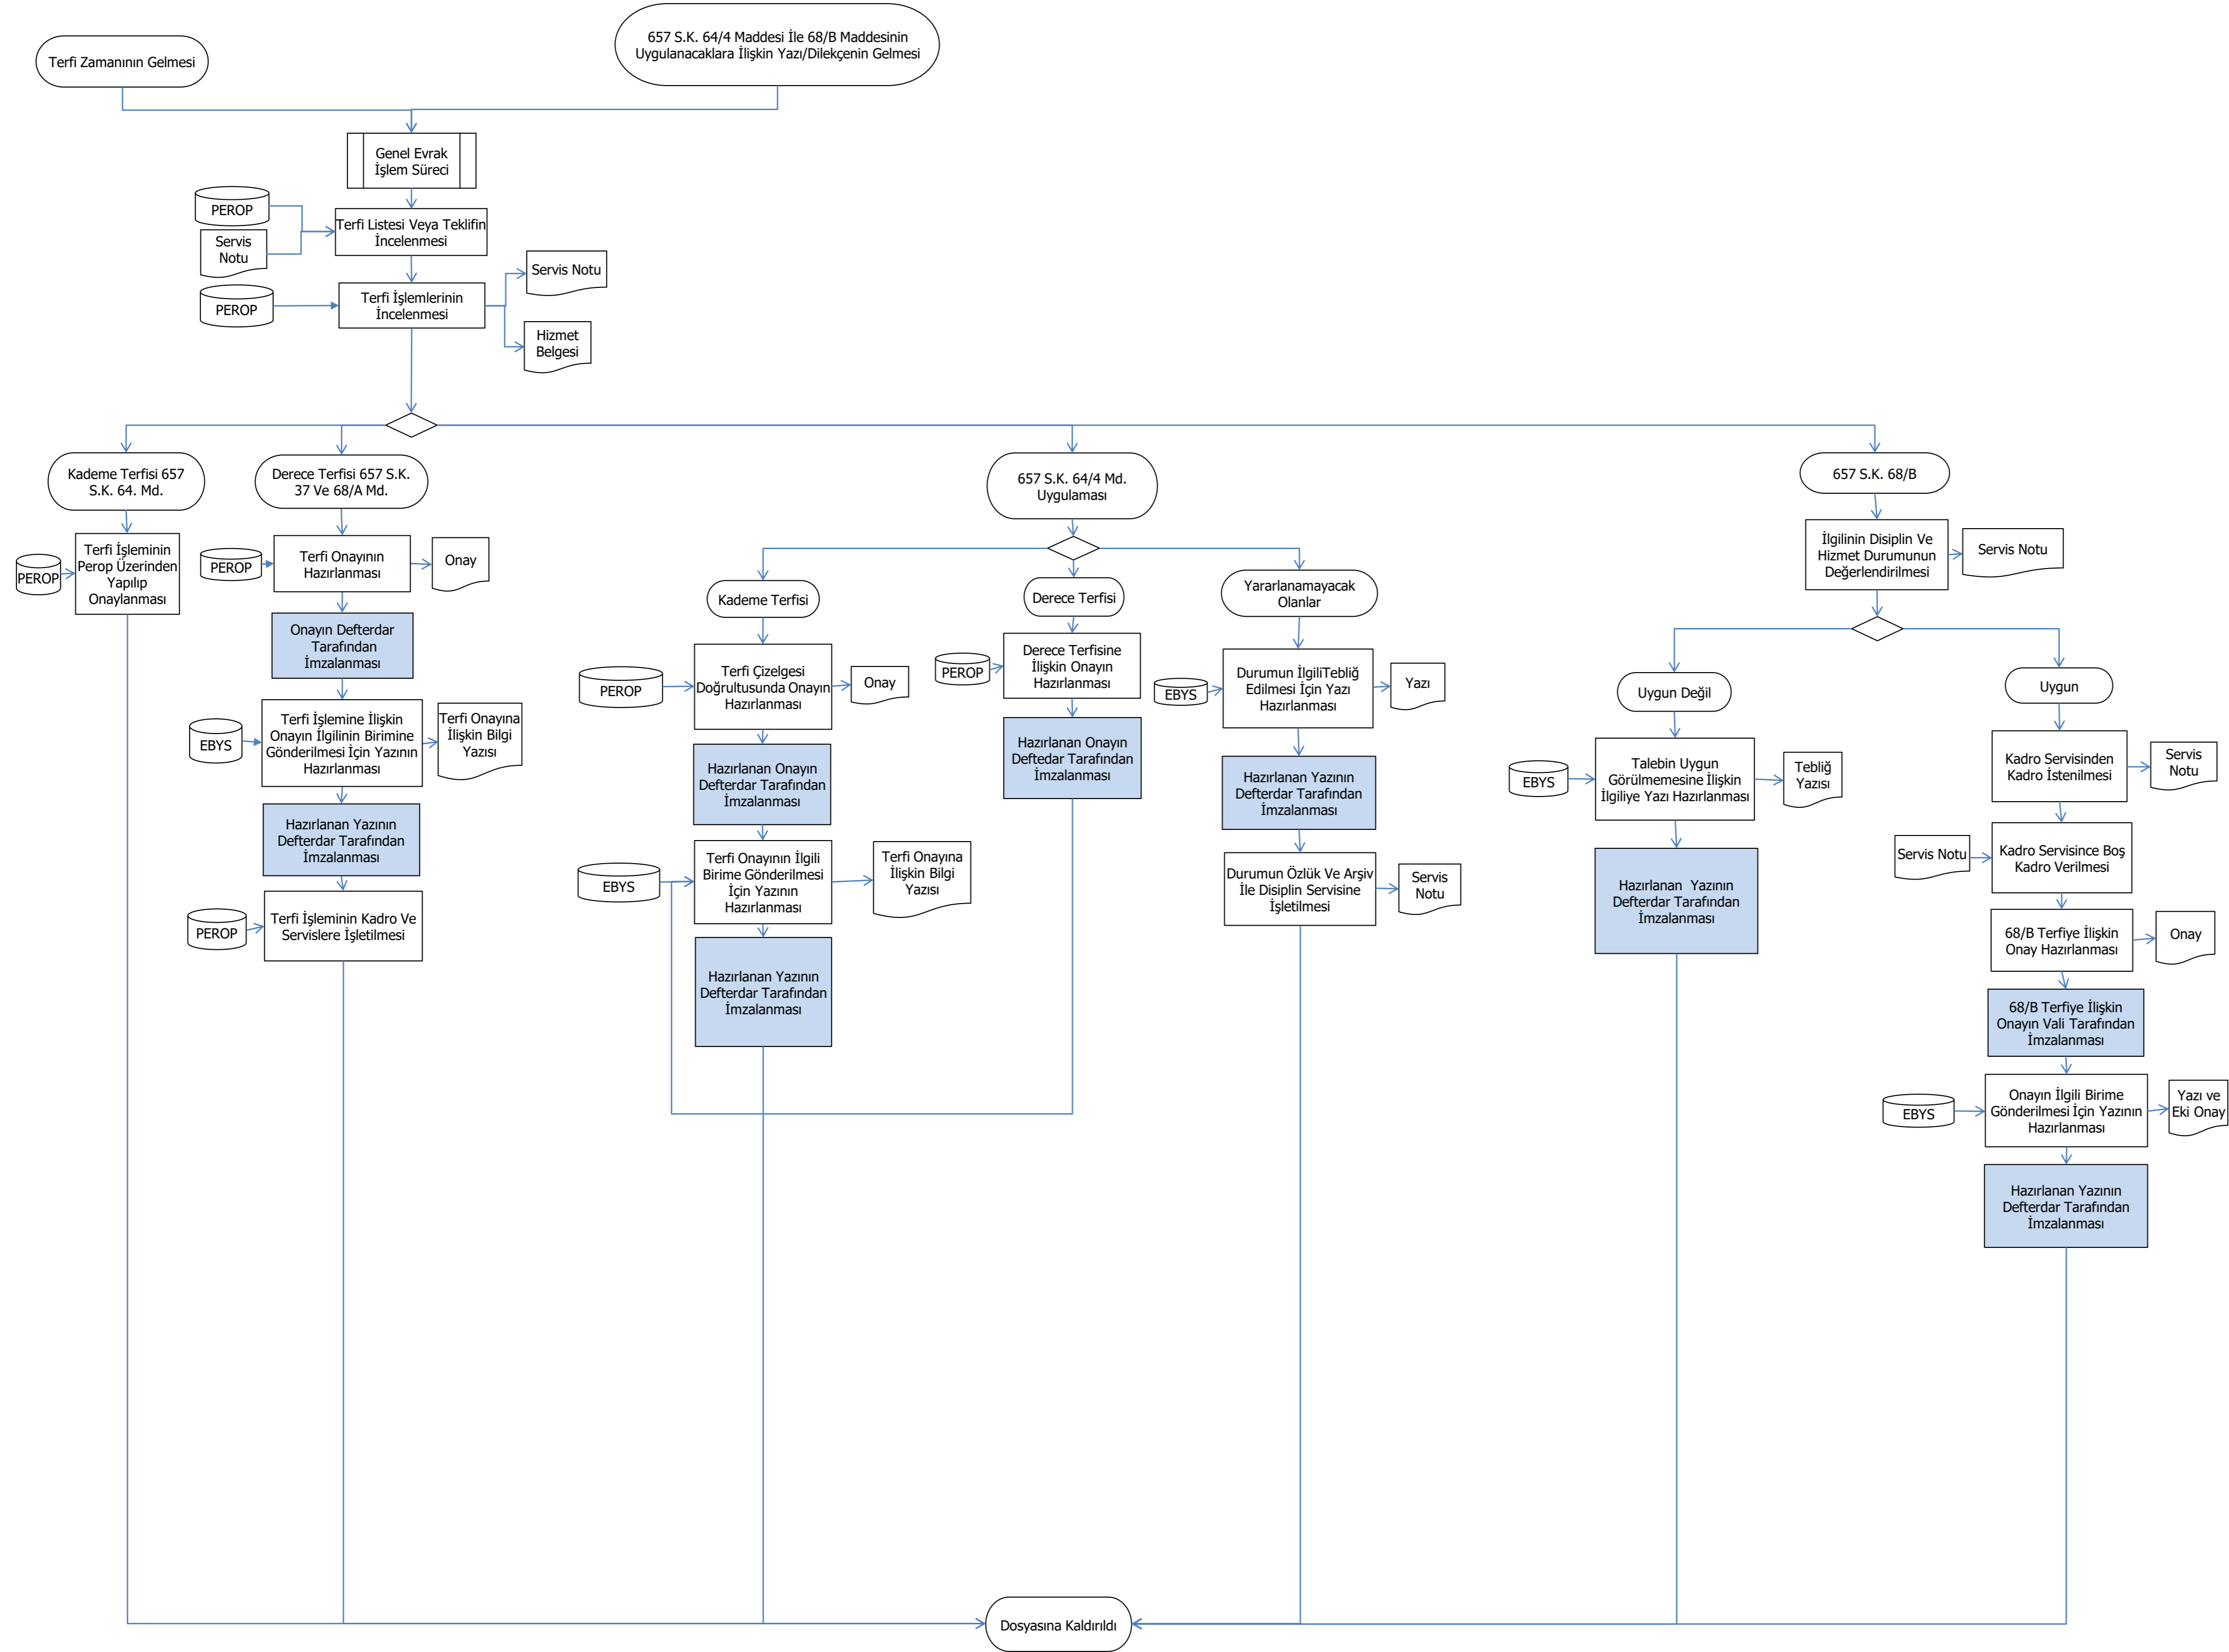 657 S.K. 64/4 Maddesi İle 68/B Maddesinin
Uygulanacaklara İlişkin Yazı/Dilekçenin Gelmesi
Terfi Zamanının Gelmesi
Genel Evrak
İşlem Süreci
PEROP
Servis
Notu
Terfi Listesi Veya Teklifin
İncelenmesi
PEROP
Terfi İşlemlerinin
İncelenmesi
Servis Notu
Hizmet
Belgesi
Kademe Terfisi 657
S.K. 64. Md.
PEROP
Terfi İşleminin
Perop Üzerinden
Yapılıp
Onaylanması
Derece Terfisi 657 S.K.
37 Ve 68/A Md.
PEROP
Terfi Onayının
Hazırlanması
Onay
Onayın Defterdar
Tarafından
İmzalanması
EBYS
Terfi İşlemine İlişkin
Onayın İlgilinin Birimine
Gönderilmesi İçin Yazının
Hazırlanması
Terfi Onayına
İlişkin Bilgi
Yazısı
Hazırlanan Yazının
Defterdar Tarafından
İmzalanması
PEROP
Terfi İşleminin Kadro Ve
Servislere İşletilmesi
657 S.K. 64/4 Md.
Uygulaması
Kademe Terfisi
PEROP
Terfi Çizelgesi
Doğrultusunda Onayın
Hazırlanması
Onay
Hazırlanan Onayın
Defterdar Tarafından
İmzalanması
EBYS
Terfi Onayının İlgili
Birime Gönderilmesi
İçin Yazının
Hazırlanması
Terfi Onayına
İlişkin Bilgi
Yazısı
Hazırlanan Yazının
Defterdar Tarafından
İmzalanması
Derece Terfisi
PEROP
Derece Terfisine
İlişkin Onayın
Hazırlanması
Hazırlanan Onayın
Deftedar Tarafından
İmzalanması
Yararlanamayacak
Olanlar
EBYS
Durumun İlgiliTebliğ
Edilmesi İçin Yazı
Hazırlanması
Yazı
Hazırlanan Yazının
Defterdar Tarafından
İmzalanması
Durumun Özlük Ve Arşiv
İle Disiplin Servisine
İşletilmesi
Servis
Notu
657 S.K. 68/B
İlgilinin Disiplin Ve
Hizmet Durumunun
Değerlendirilmesi
Servis Notu
Uygun Değil
EBYS
Talebin Uygun
Görülmemesine İlişkin
İlgiliye Yazı Hazırlanması
Tebliğ
Yazısı
Hazırlanan  Yazının
Defterdar Tarafından
İmzalanması
Uygun
Kadro Servisinden
Kadro İstenilmesi
Servis
Notu
Servis Notu
Kadro Servisince Boş
Kadro Verilmesi
68/B Terfiye İlişkin
Onay Hazırlanması
Onay
68/B Terfiye İlişkin
Onayın Vali Tarafından
İmzalanması
EBYS
Onayın İlgili Birime
Gönderilmesi İçin Yazının
Hazırlanması
Yazı ve
Eki Onay
Hazırlanan Yazının
Defterdar Tarafından
İmzalanması
Dosyasına Kaldırıldı